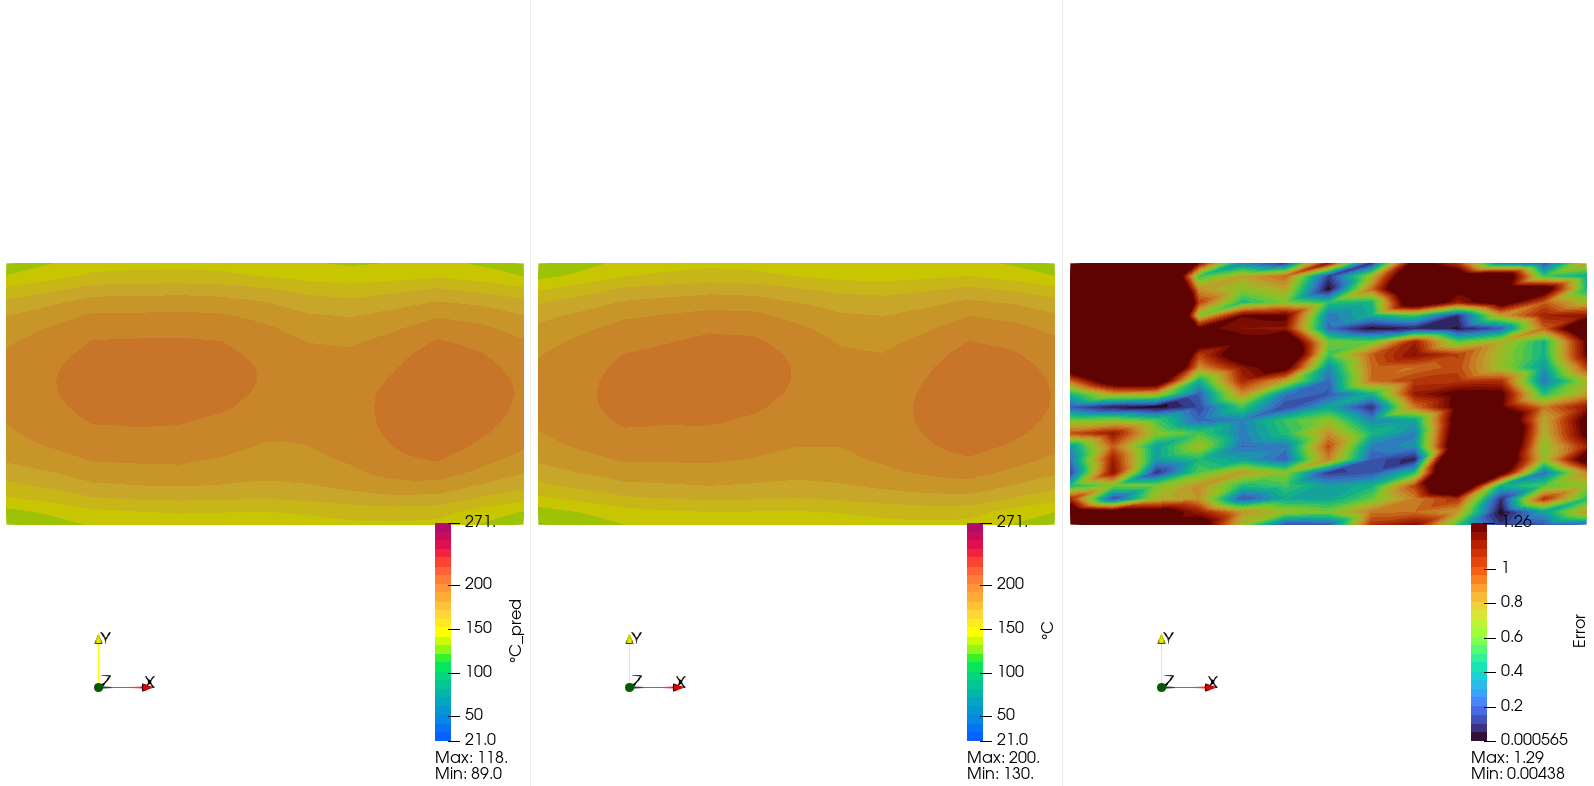 271.
200
150
100
50
21.0
°C_pred
Max: 118.
Min: 89.0
Y
Z
X
271.
200
150
100
50
21.0
°C
Max: 200.
Min: 130.
Y
Z
X
1.26
1
0.8
0.6
0.4
0.2
0.000565
Error
Max: 1.29
Min: 0.00438
Y
Z
X